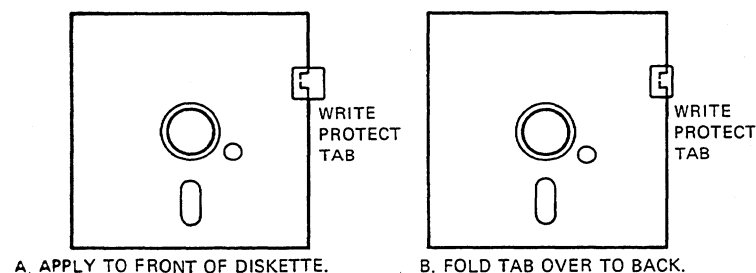 WRITE
PROTECT
TAB
A. APPLY TO FRONT OF DISKETTE.
WRITE
PROTECT
TAB
B. FOLD TAB OVER TO BACK.